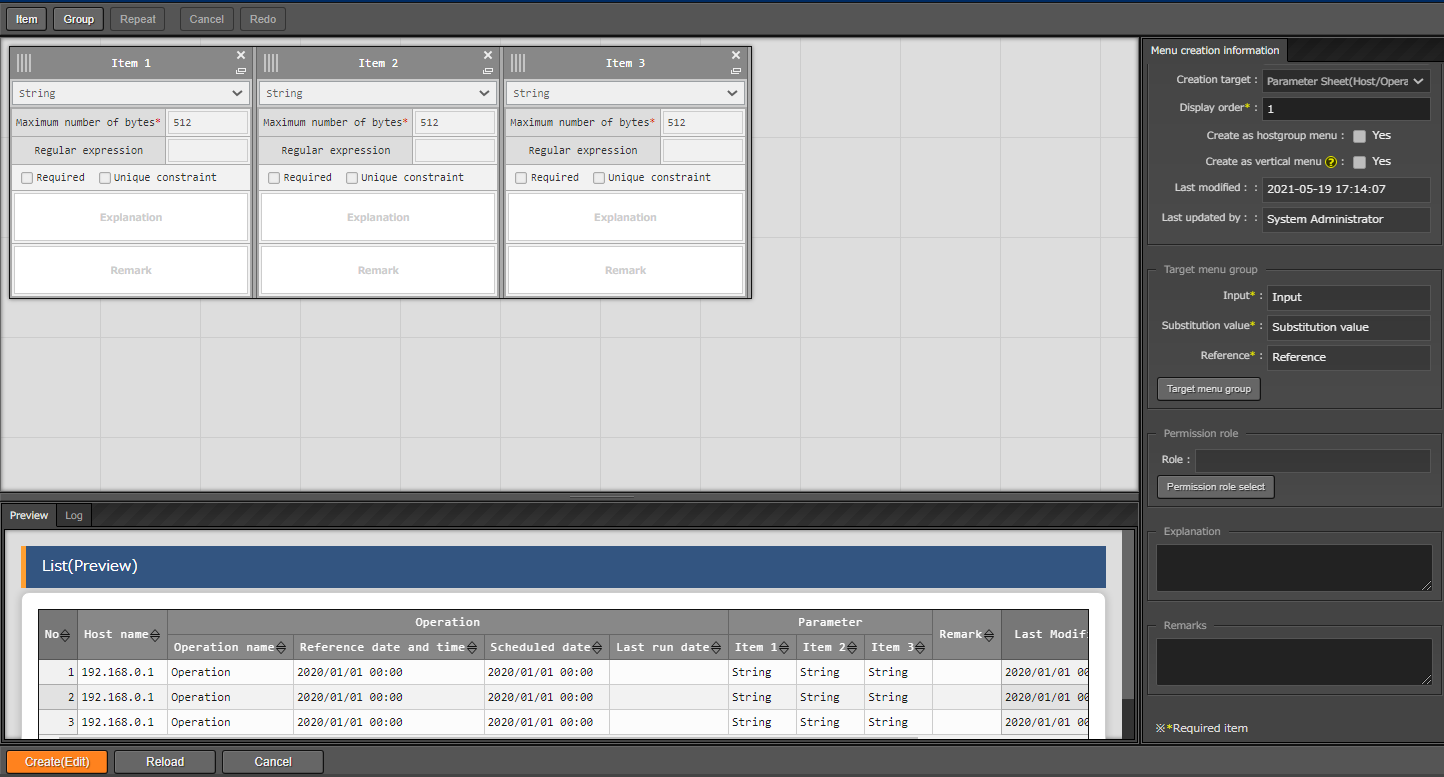 Item Group Repeat Cancel Redo
Item 1 Item 2 Item 3
String String String
Maximum number of bytes* 512 Maximum number of bytes* 512 Maximum number of bytes* 512
Regular expression Regular expression Regular expression
Required Unique constraint Required Unique constraint Required Unique constraint
Explanation Explanation Explanation
Remark Remark Remark
Menu creation information
Creation target : Parameter Sheet(Host/Opera
Display order* : 1
Create as hostgroup menu : Yes
Create as vertical menu ? : Yes
Last modified : : 2021-05-19 17:14:07
Last updated by : : System Administrator
Target menu group
Input* : Input
Substitution value* : Substitution value
Reference* : Reference
Target menu group
Permission role
Role :
Permission role select
Explanation
Remarks
※*Required item
Preview Log
List(Preview)
No Host name Operation Parameter Remark Last Modif
Operation name Reference date and time Scheduled date Last run date Item 1 Item 2 Item 3
1 192.168.0.1 Operation 2020/01/01 00:00 2020/01/01 00:00 String String String 2020/01/01 00
2 192.168.0.1 Operation 2020/01/01 00:00 2020/01/01 00:00 String String String 2020/01/01 00
3 192.168.0.1 Operation 2020/01/01 00:00 2020/01/01 00:00 String String String 2020/01/01 00
Create(Edit) Reload Cancel